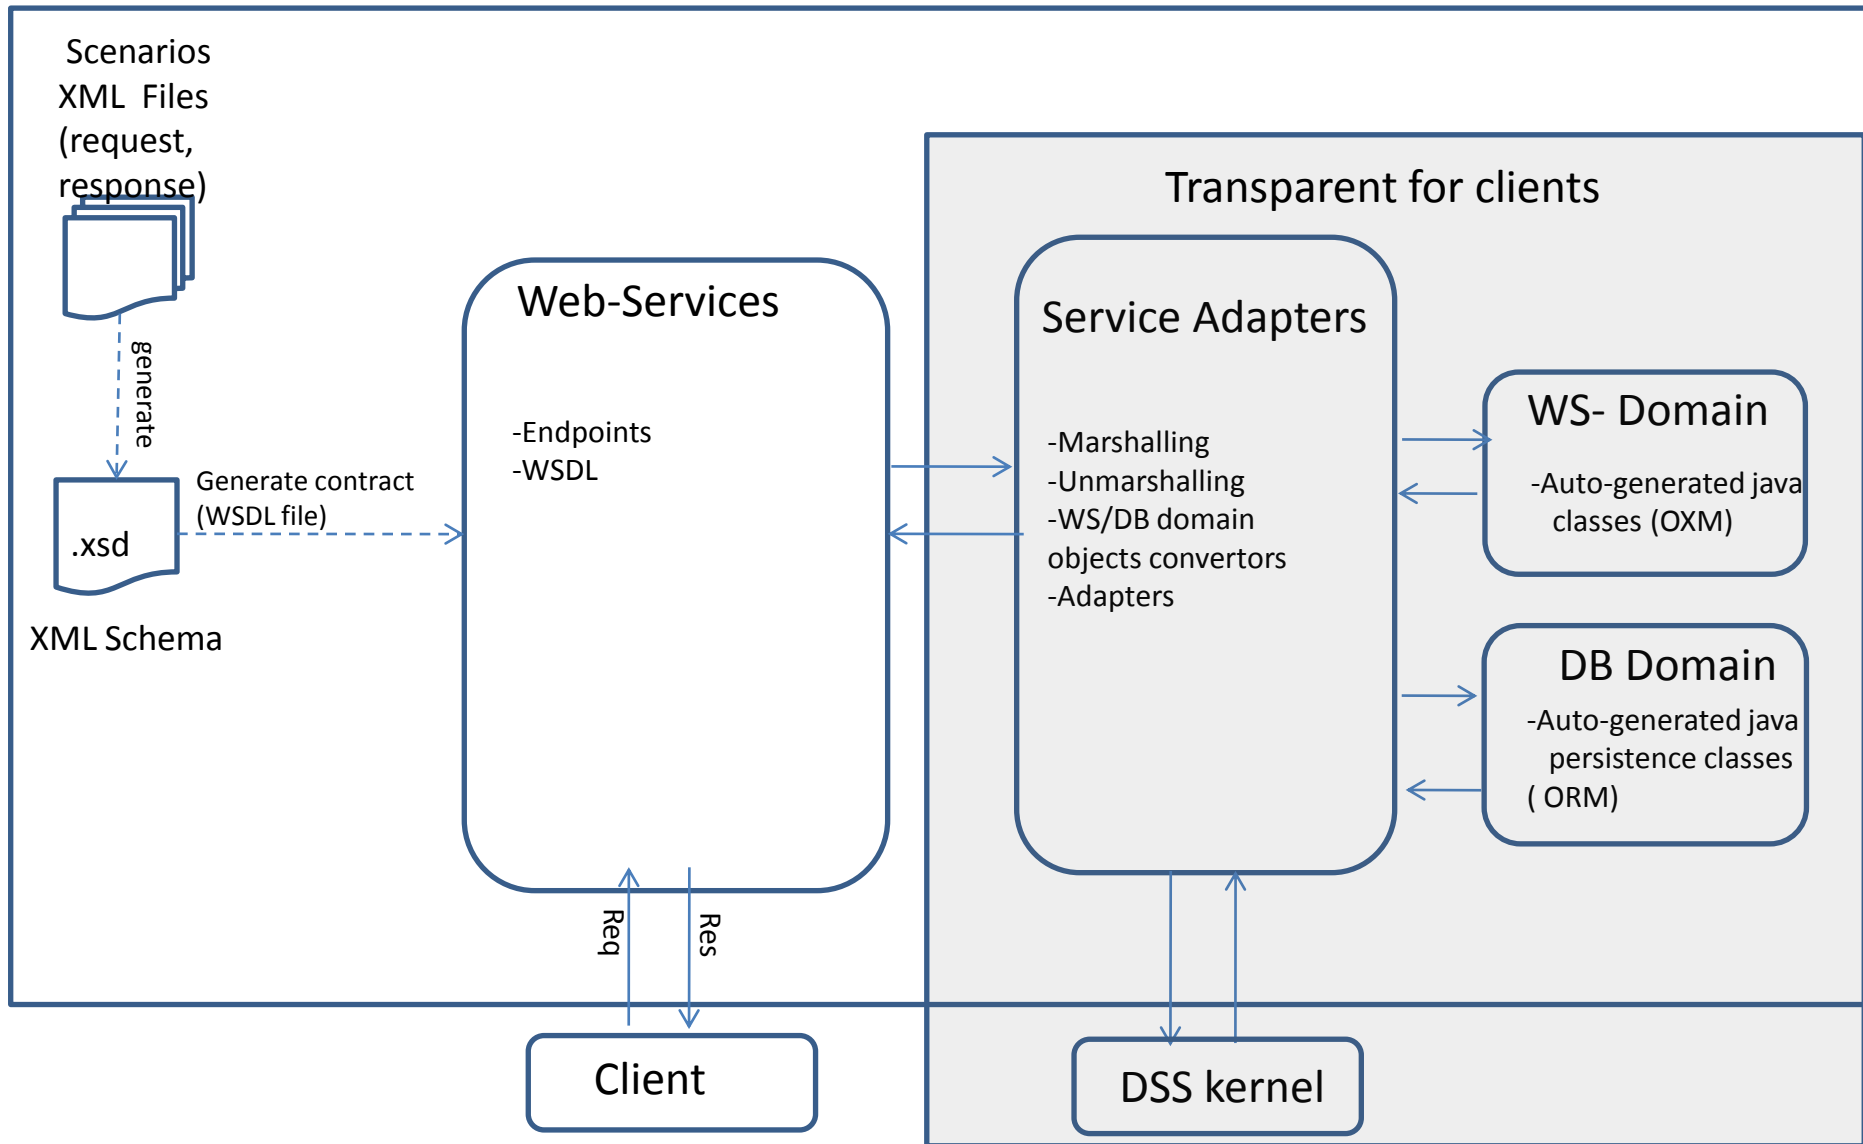 Scenarios
XML Files
(request,
response)
generate
.xsd
XML Schema
Generate contract
(WSDL file)
Web-Services
-Endpoints
-WSDL
Req
Res
Client
Transparent for clients
Service Adapters
-Marshalling
-Unmarshalling
-WS/DB domain
objects convertors
-Adapters
WS- Domain
-Auto-generated java
classes (OXM)
DB Domain
-Auto-generated java
persistence classes
( ORM)
DSS kernel